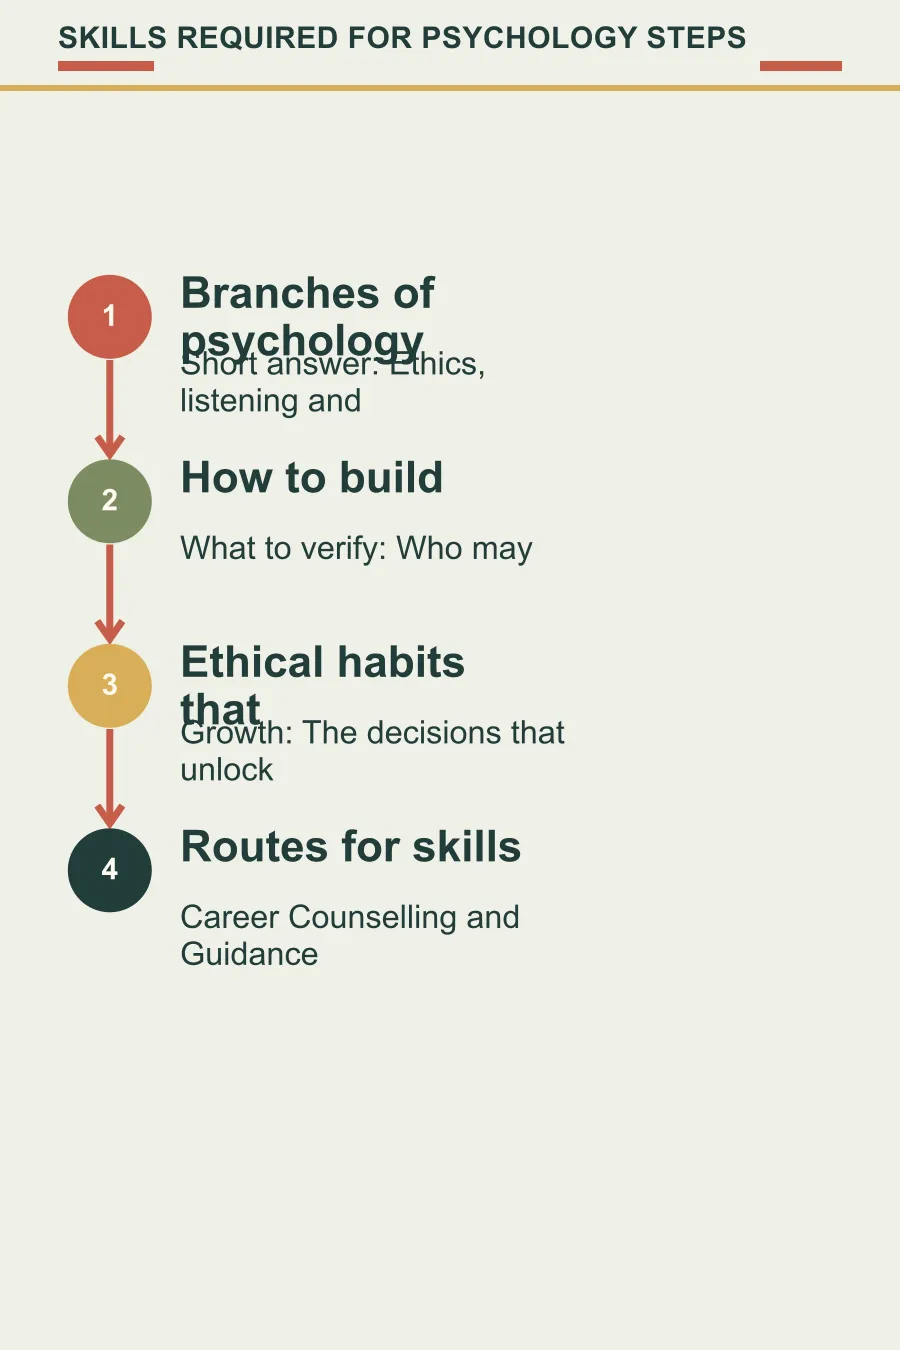 SKILLS REQUIRED FOR PSYCHOLOGY STEPS
1
Branches of
psychology
Short answer: Ethics,
listening and
2
How to build
What to verify: Who may
3
Ethical habits
that
Growth: The decisions that
unlock
4
Routes for skills
Career Counselling and
Guidance